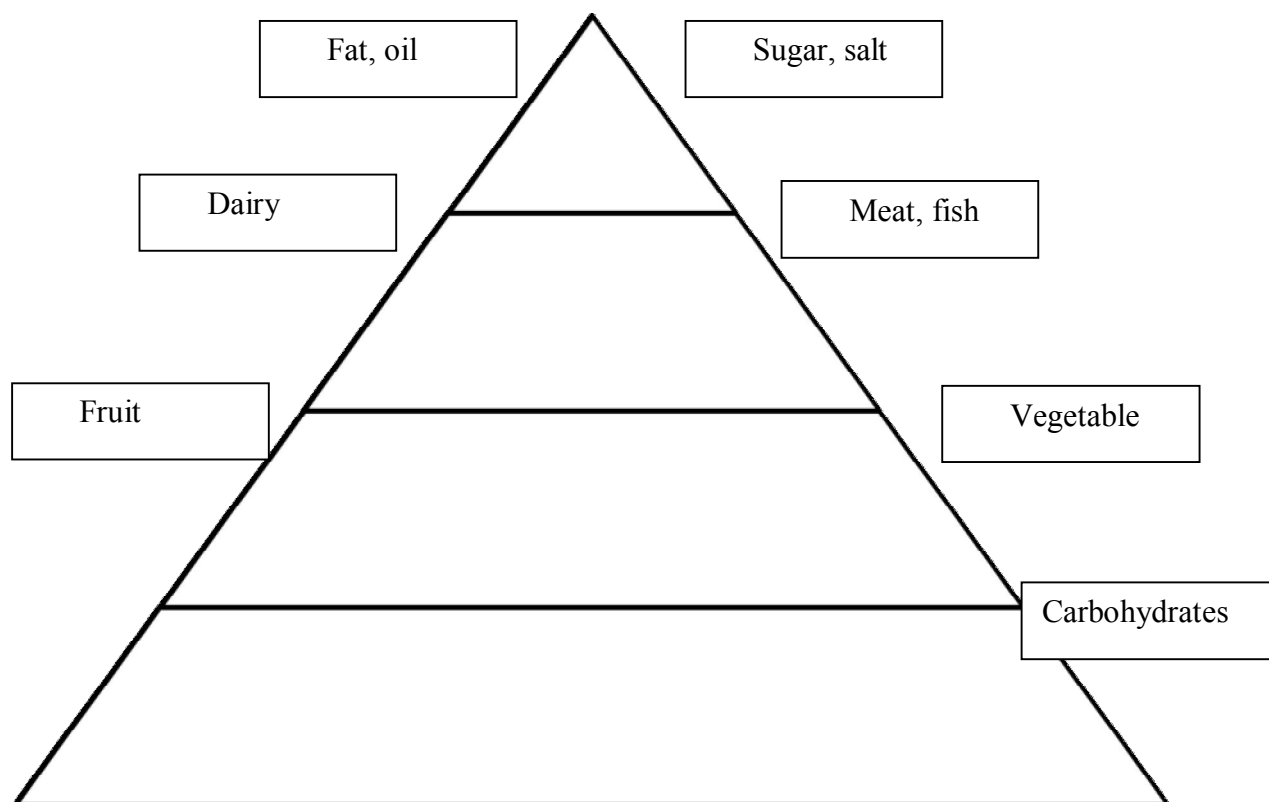 Fat, oil
Sugar, salt
Dairy
Meat, fish
Fruit
Vegetable
Carbohydrates